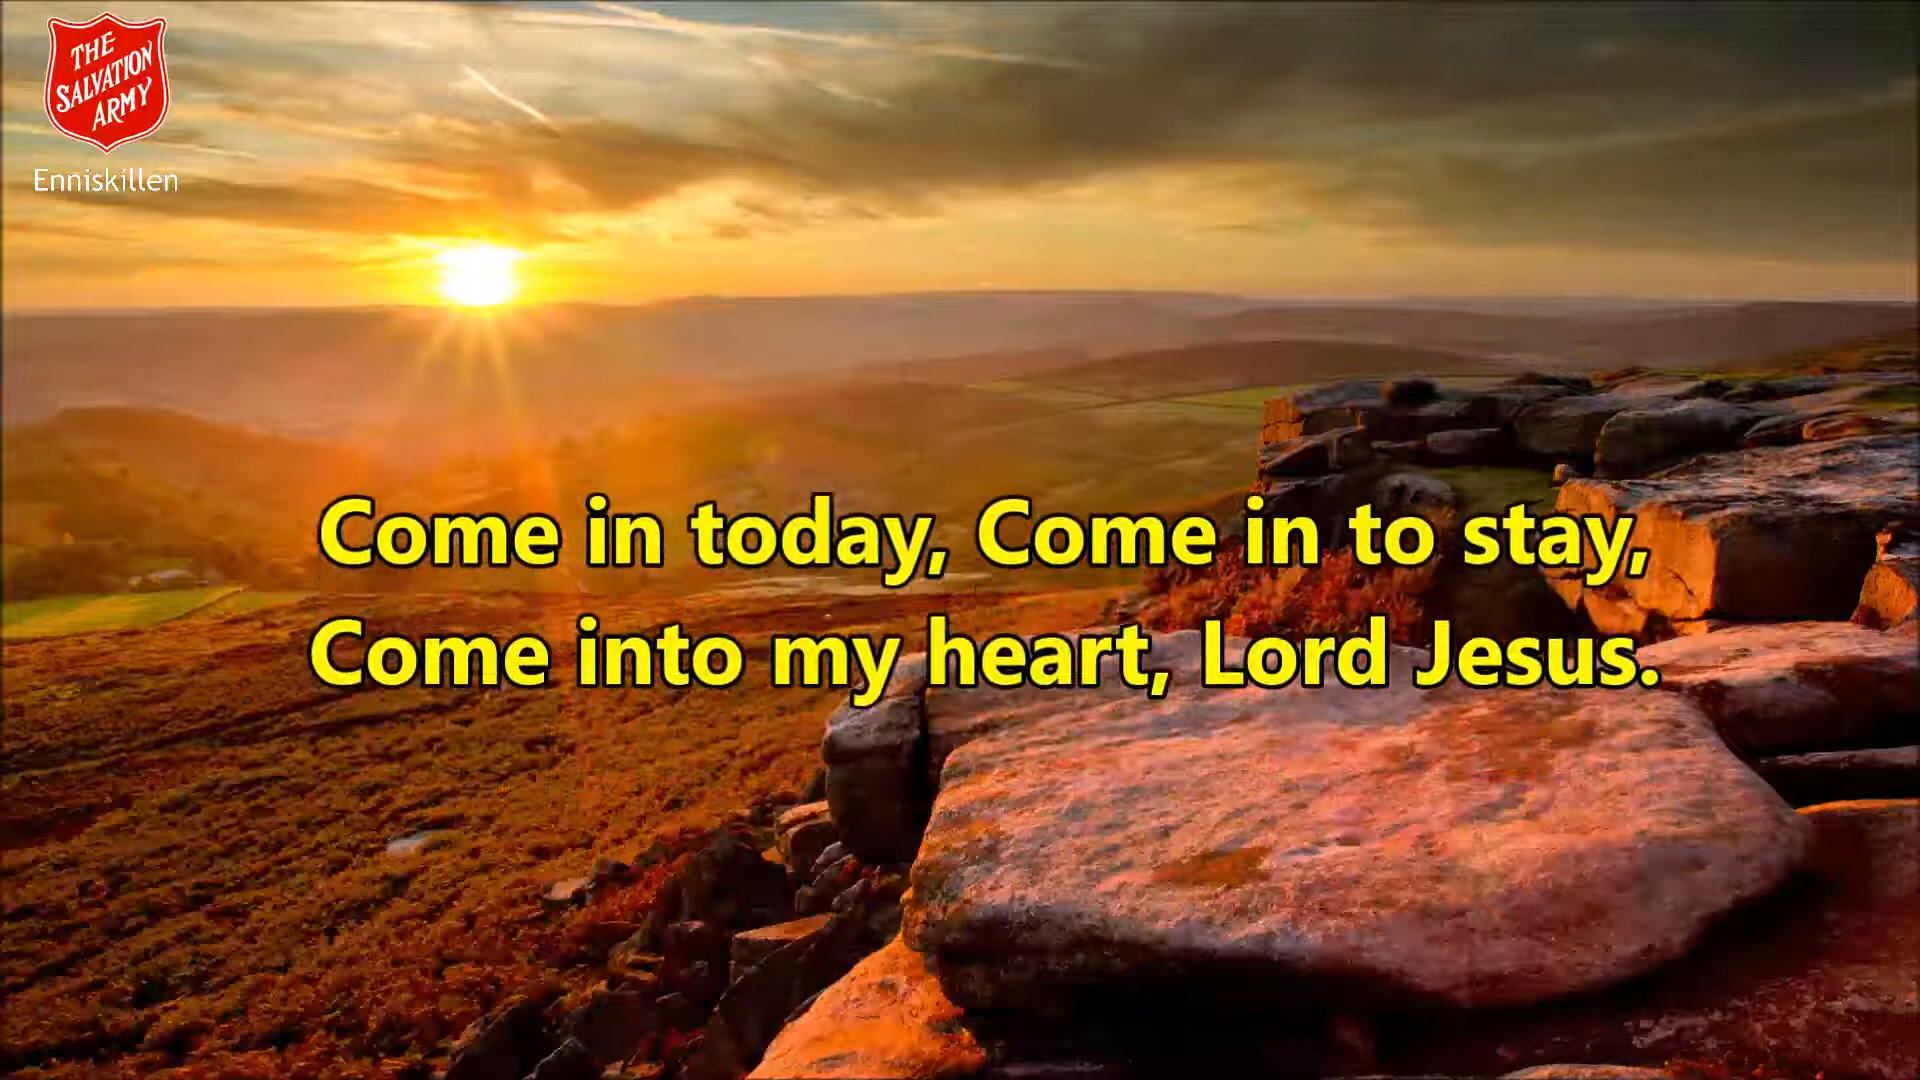 THE
SALVATION
ARMY
Enniskillen
Come in today, Come in to stay,
Come into my heart, Lord Jesus.